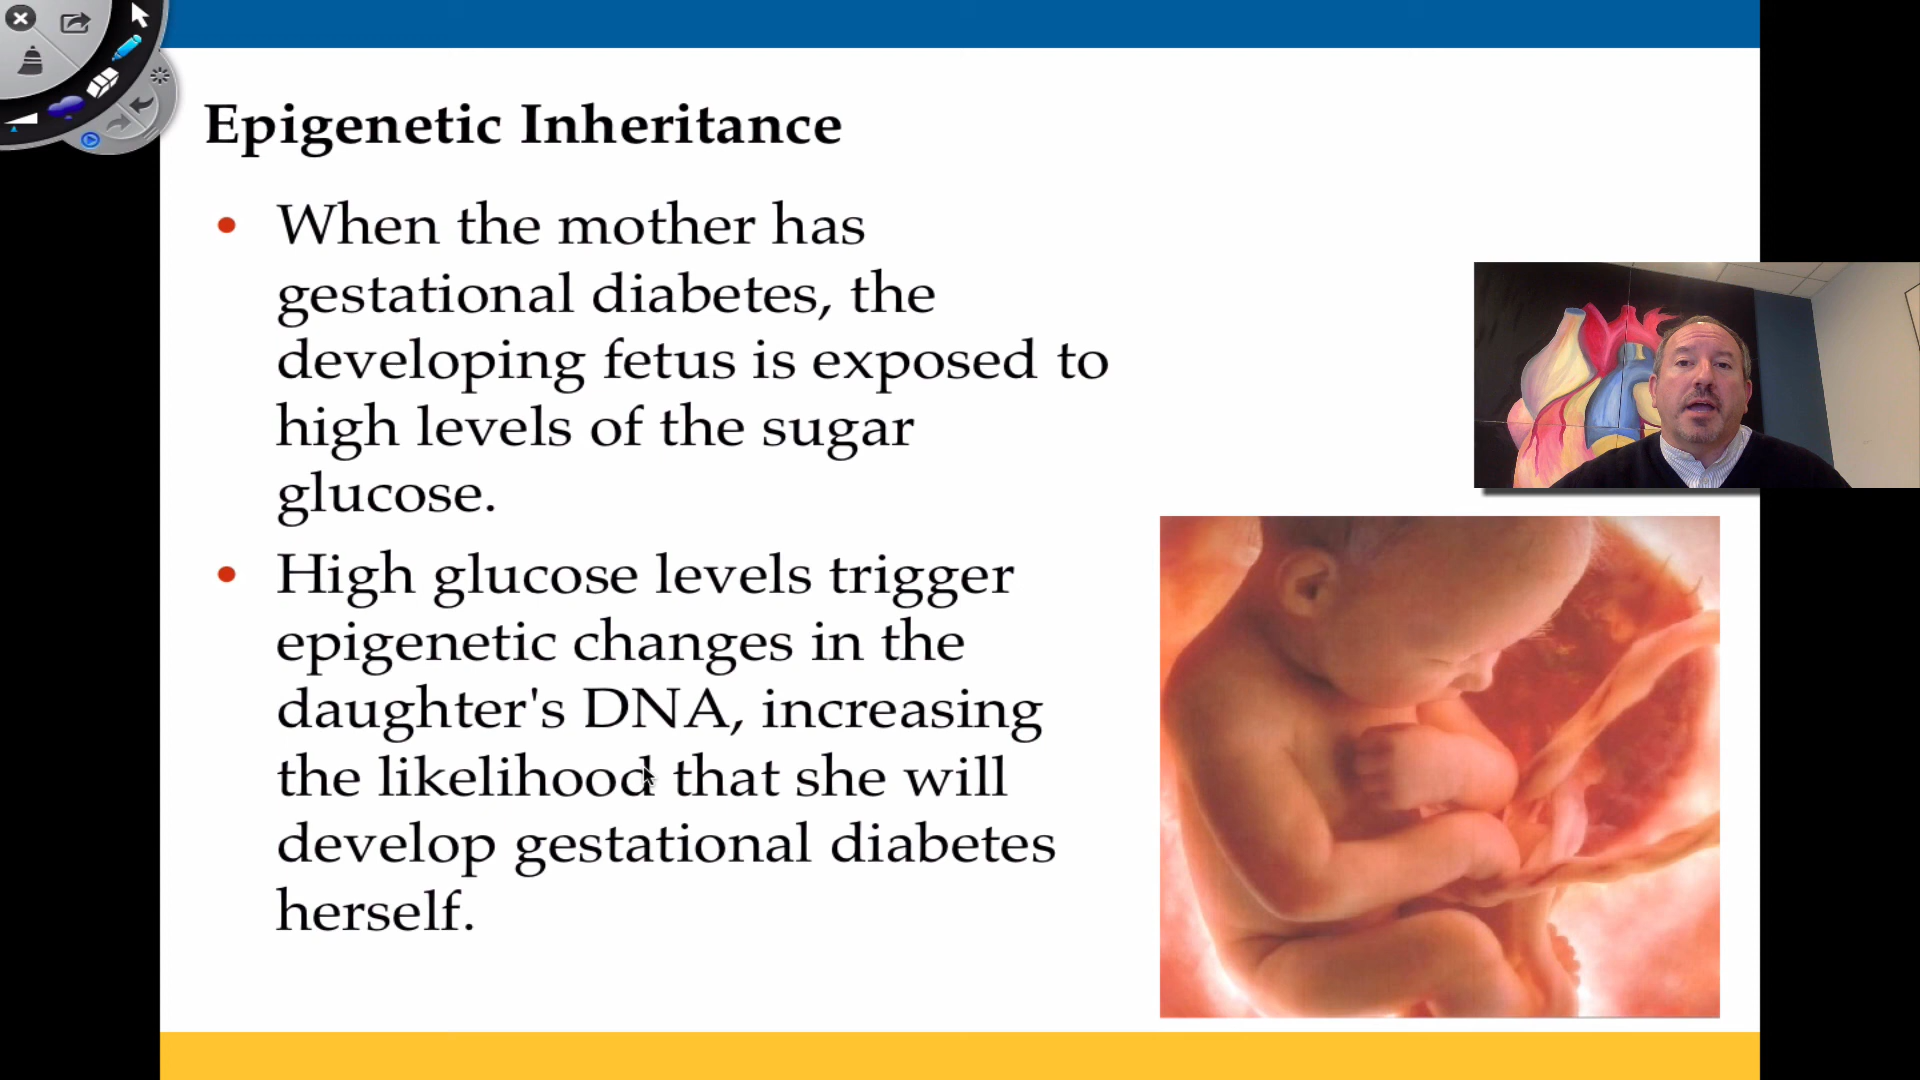 Epigenetic Inheritance
• When the mother has
gestational diabetes, the
developing fetus is exposed to
high levels of the sugar
glucose.
• High glucose levels trigger
epigenetic changes in the
daughter's DNA, increasing
the likelihood that she will
develop gestational diabetes
herself.